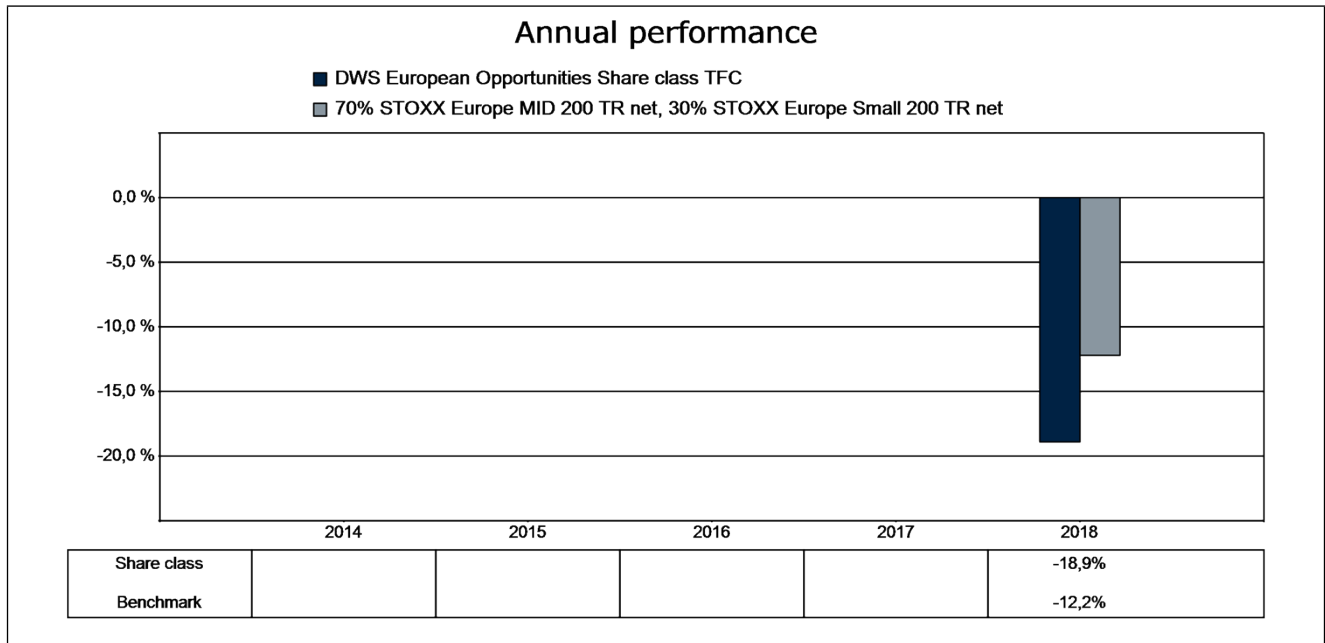 Annual performance
DWS European Opportunities Share class TFC
70% STOXX Europe MID 200 TR net, 30% STOXX Europe Small 200 TR net
0,0 %
-5,0 %
-10,0 %
-15,0 %
-20,0 %
2014 2015 2016 2017 2018
Share class -18,9%
Benchmark -12,2%